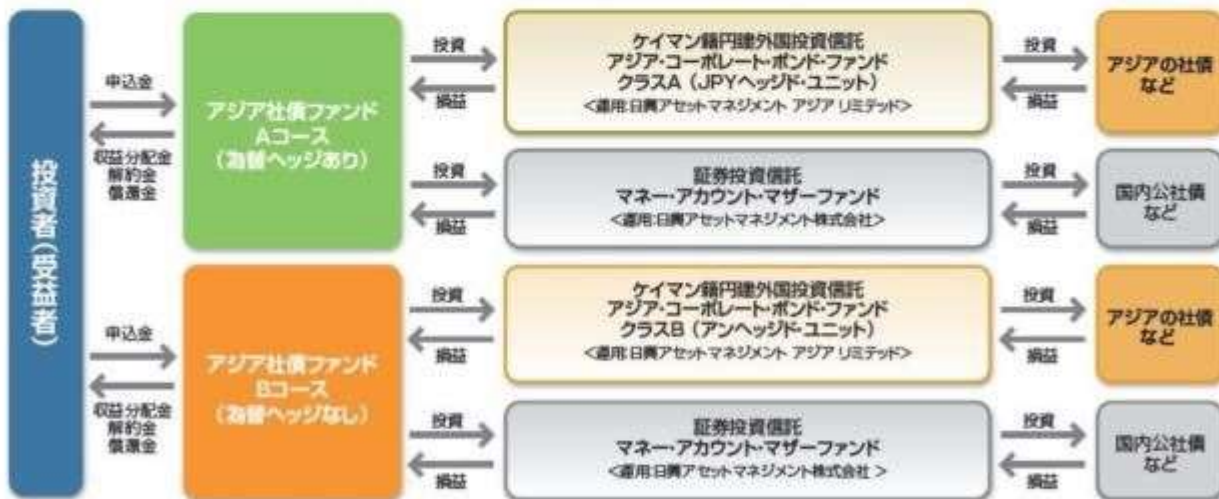 投資者(受益者)
申込金
収益分配金
解約金
償還金
アジア社債ファンド
Aコース
(為替ヘッジあり)
投資
損益
ケイマン籍円建外国投資信託
アジア・コーポレート・ボンド・ファンド
クラスA (JPYヘッジド・ユニット)
<運用:日興アセットマネジメント アジア リミテッド>
投資
損益
アジアの社債
など
投資
損益
証券投資信託
マネー・アカウント・マザーファンド
<運用:日興アセットマネジメント株式会社>
投資
損益
国内公社債
など
申込金
収益分配金
解約金
償還金
アジア社債ファンド
Bコース
(為替ヘッジなし)
投資
損益
ケイマン籍円建外国投資信託
アジア・コーポレート・ボンド・ファンド
クラスB (アンヘッジド・ユニット)
<運用:日興アセットマネジメント アジア リミテッド>
投資
損益
アジアの社債
など
投資
損益
証券投資信託
マネー・アカウント・マザーファンド
<運用:日興アセットマネジメント株式会社 >
投資
損益
国内公社債
など